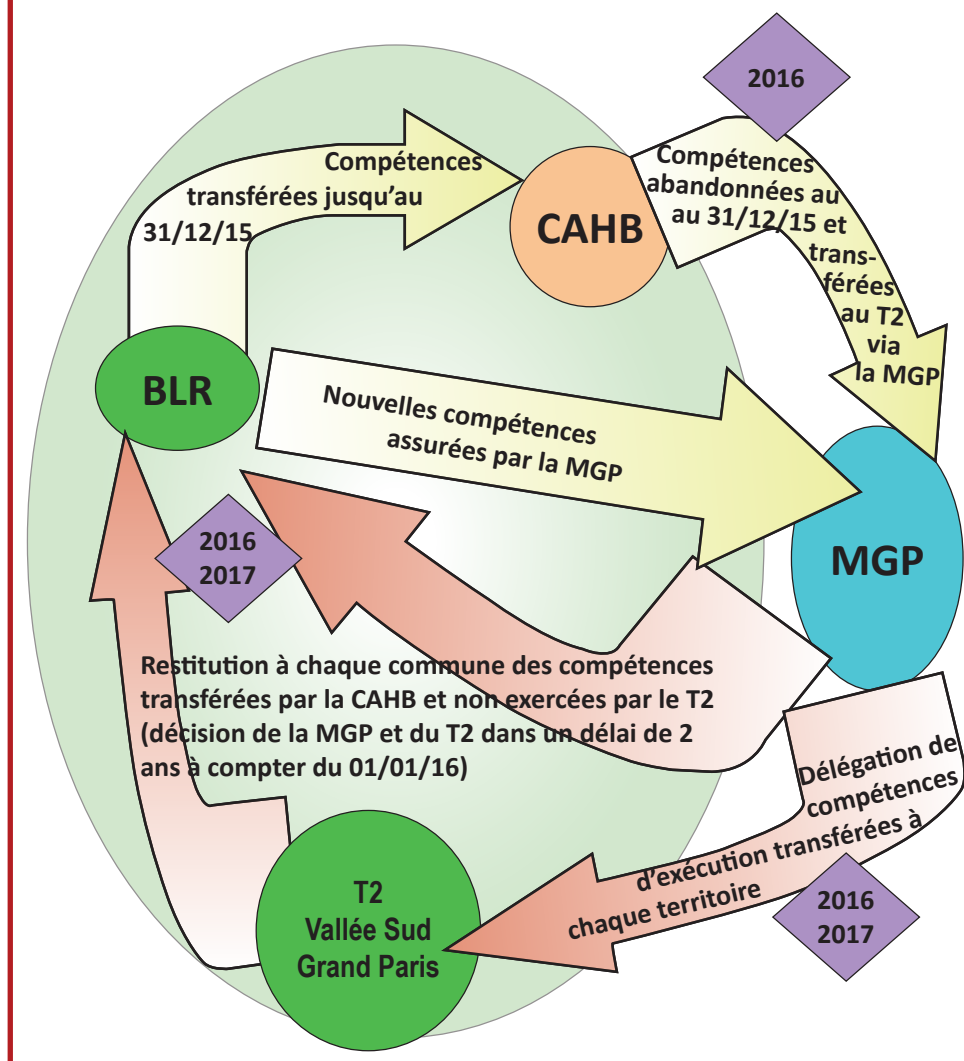 2016
Compétences
transférées jusqu'au
31/12/15
CAHB
Compétences
abandonnées au
au 31/12/15 et
trans-
férées
au T2
via
la MGP
BLR
Nouvelles compétences
assurées par la MGP
MGP
2016
2017
Restitution à chaque commune des compétences
transférées par la CAHB et non exercées par le T2
(décision de la MGP et du T2 dans un délai de 2
ans à compter du 01/01/16)
Délégation de
compétences
d'exécution transférées à
chaque territoire
2016
2017
T2
Vallée Sud
Grand Paris